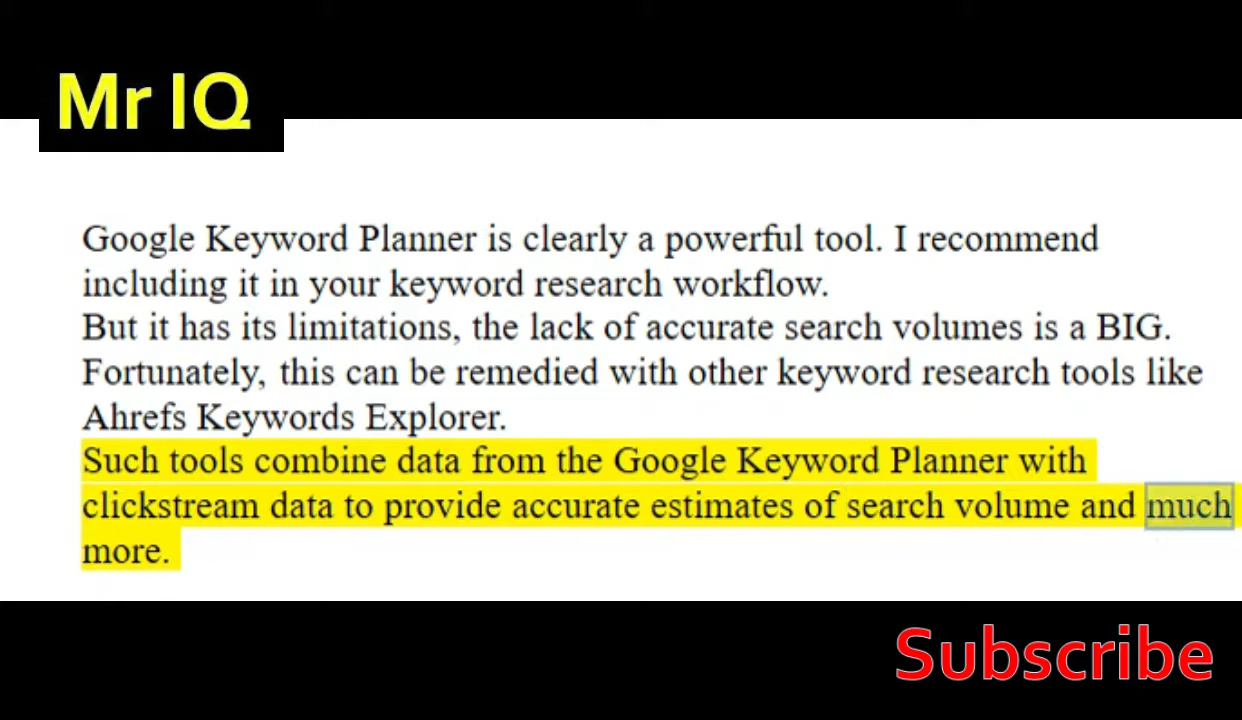 Mr IQ
Google Keyword Planner is clearly a powerful tool. I recommend
including it in your keyword research workflow.
But it has its limitations, the lack of accurate search volumes is a BIG.
Fortunately, this can be remedied with other keyword research tools like
Ahrefs Keywords Explorer.
Such tools combine data from the Google Keyword Planner with
clickstream data to provide accurate estimates of search volume and much
more.
Subscribe